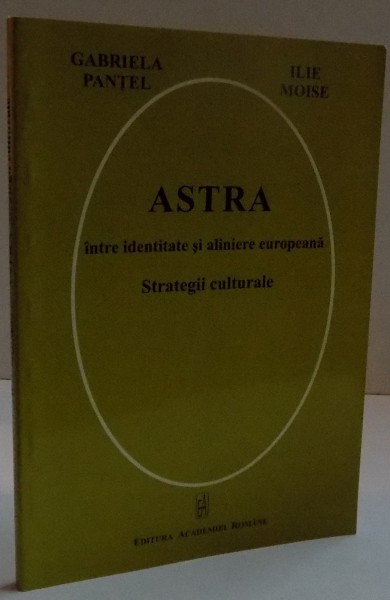 GABRIELA PANȚEL
ILIE MOISE
ASTRA
între identitate și aliniere europeană
Strategii culturale
EDITURA ACADEMIEI ROMÂNE